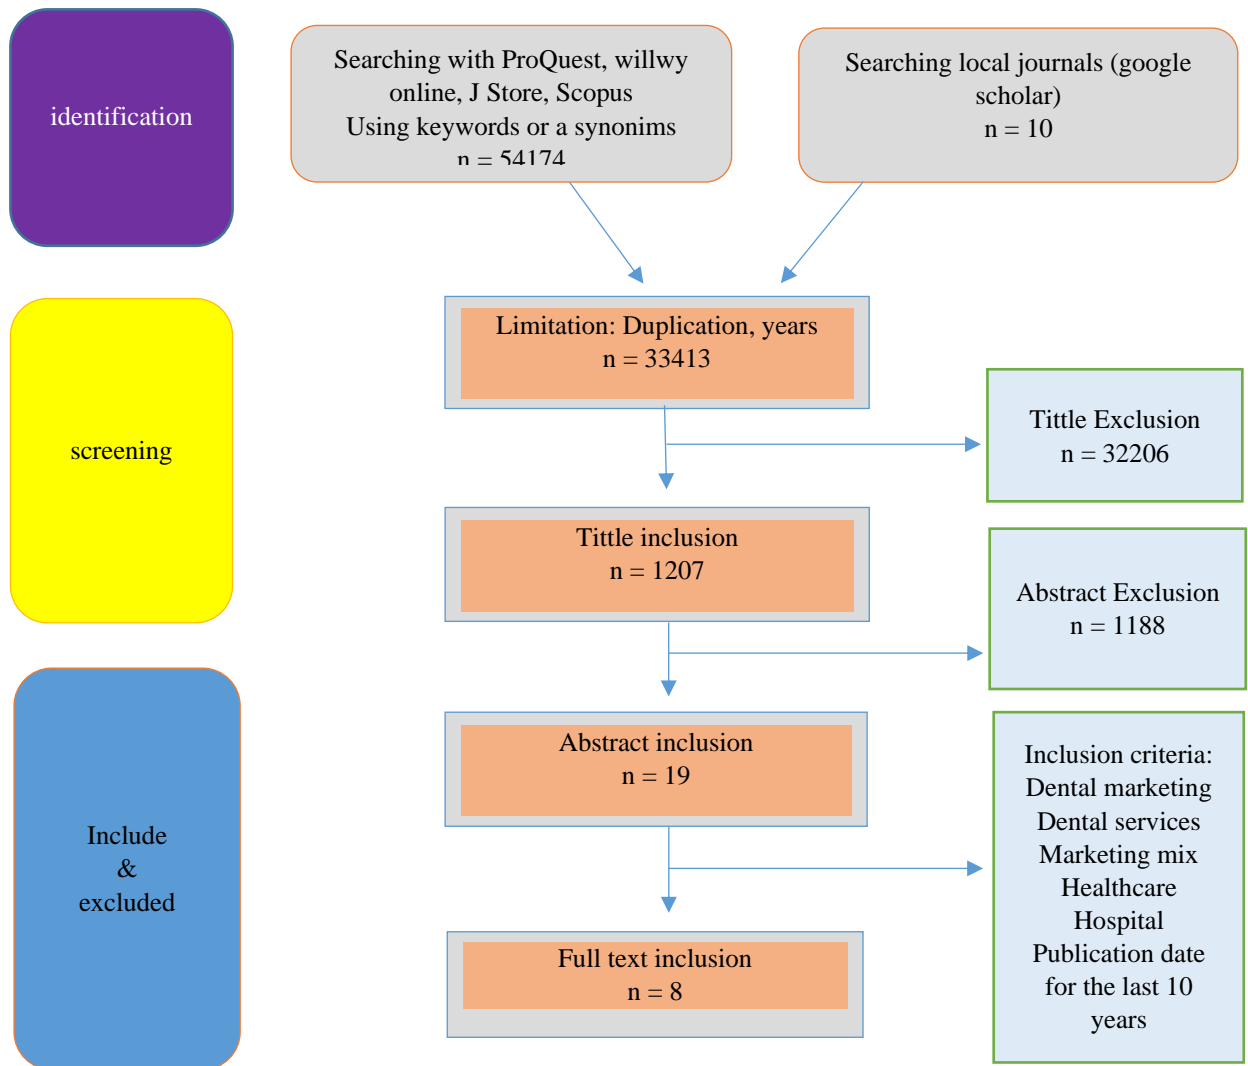 identification
Searching with ProQuest, willwy
online, J Store, Scopus
Using keywords or a synonims
n = 54174
Searching local journals (google
scholar)
n = 10
screening
Limitation: Duplication, years
n = 33413
Tittle Exclusion
n = 32206
Tittle inclusion
n = 1207
Abstract Exclusion
n = 1188
Include
&
excluded
Abstract inclusion
n = 19
Inclusion criteria:
Dental marketing
Dental services
Marketing mix
Healthcare
Hospital
Publication date
for the last 10
years
Full text inclusion
n = 8